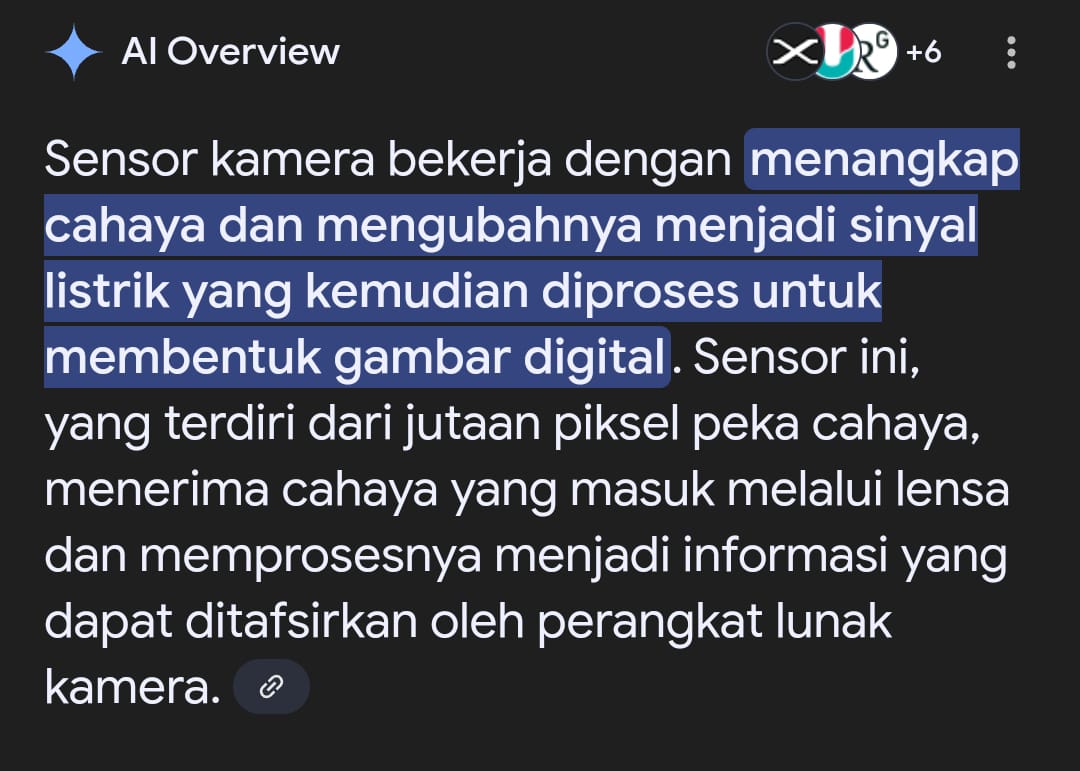 AI Overview
+6
Sensor kamera bekerja dengan menangkap
cahaya dan mengubahnya menjadi sinyal
listrik yang kemudian diproses untuk
membentuk gambar digital. Sensor ini,
yang terdiri dari jutaan piksel peka cahaya,
menerima cahaya yang masuk melalui lensa
dan memprosesnya menjadi informasi yang
dapat ditafsirkan oleh perangkat lunak
kamera.